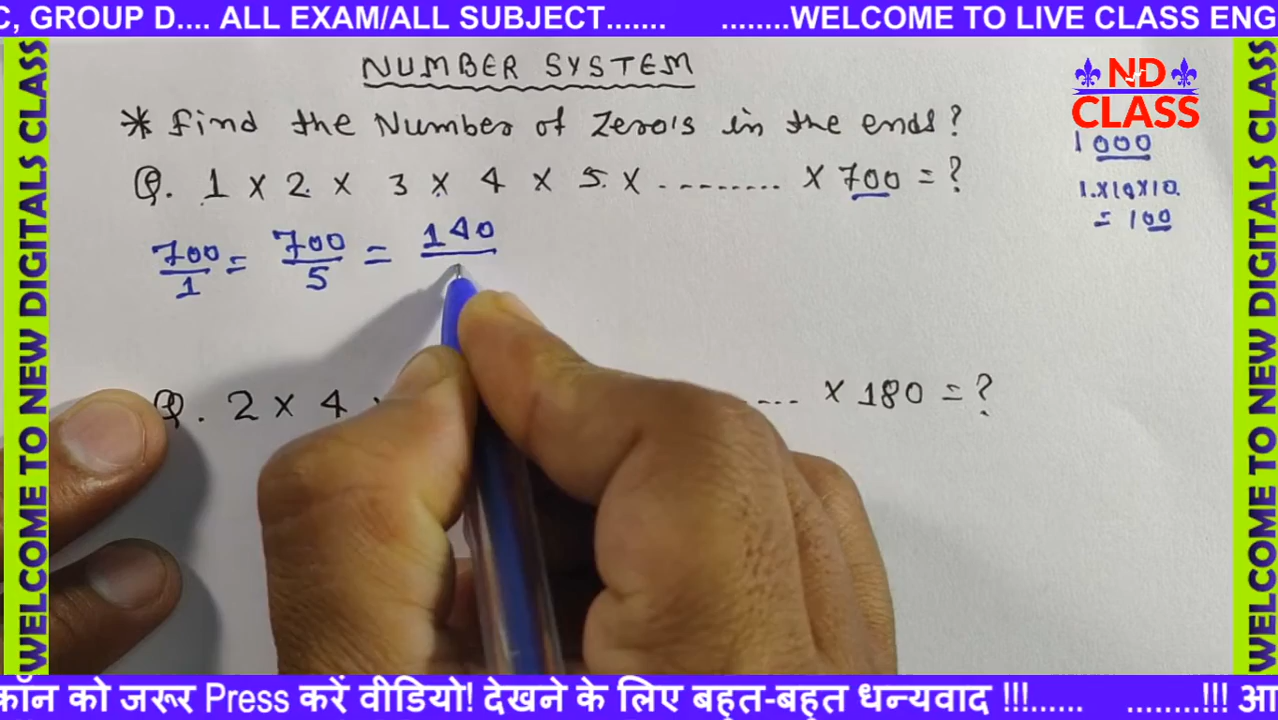 C, GROUP D.... ALL EXAM/ALL SUBJECT....... ........WELCOME TO LIVE CLASS ENG
WELCOME TO NEW DIGITALS CLASS
NUMBER SYSTEM
ND
CLASS
* Find the Number of Zero's in the ends?
1000
Q. 1 x 2 x 3 x 4 x 5 x -------- x 700 = ?
1 x 10 x 10
= 100
700/1 = 700/5 = 140
Q. 2 x 4 .... x 180 = ?
WELCOME TO NEW DIGITALS CLASS
कॉन को जरूर Press करें वीडियो! देखने के लिए बहुत-बहुत धन्यवाद !!!...... ........!!! आ